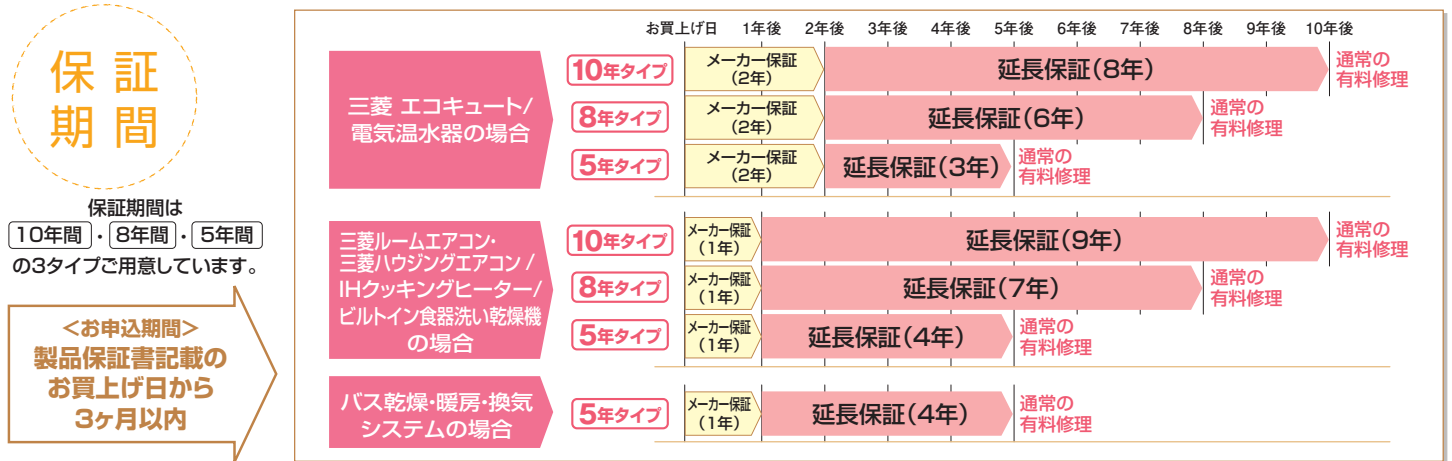 保証
期間
保証期間は
10年間・8年間・5年間
の3タイプご用意しています。
<お申込期間>
製品保証書記載の
お買上げ日から
3ヶ月以内
お買上げ日 1年後 2年後 3年後 4年後 5年後 6年後 7年後 8年後 9年後 10年後
三菱 エコキュート/
電気温水器の場合
10年タイプ
メーカー保証
(2年)
延長保証(8年)
通常の
有料修理
8年タイプ
メーカー保証
(2年)
延長保証(6年)
通常の
有料修理
5年タイプ
メーカー保証
(2年)
延長保証(3年)
通常の
有料修理
三菱ルームエアコン・
三菱ハウジングエアコン/
IHクッキングヒーター/
ビルトイン食器洗い乾燥機
の場合
10年タイプ
メーカー保証
(1年)
延長保証(9年)
通常の
有料修理
8年タイプ
メーカー保証
(1年)
延長保証(7年)
通常の
有料修理
5年タイプ
メーカー保証
(1年)
延長保証(4年)
通常の
有料修理
バス乾燥・暖房・換気
システムの場合
5年タイプ
メーカー保証
(1年)
延長保証(4年)
通常の
有料修理